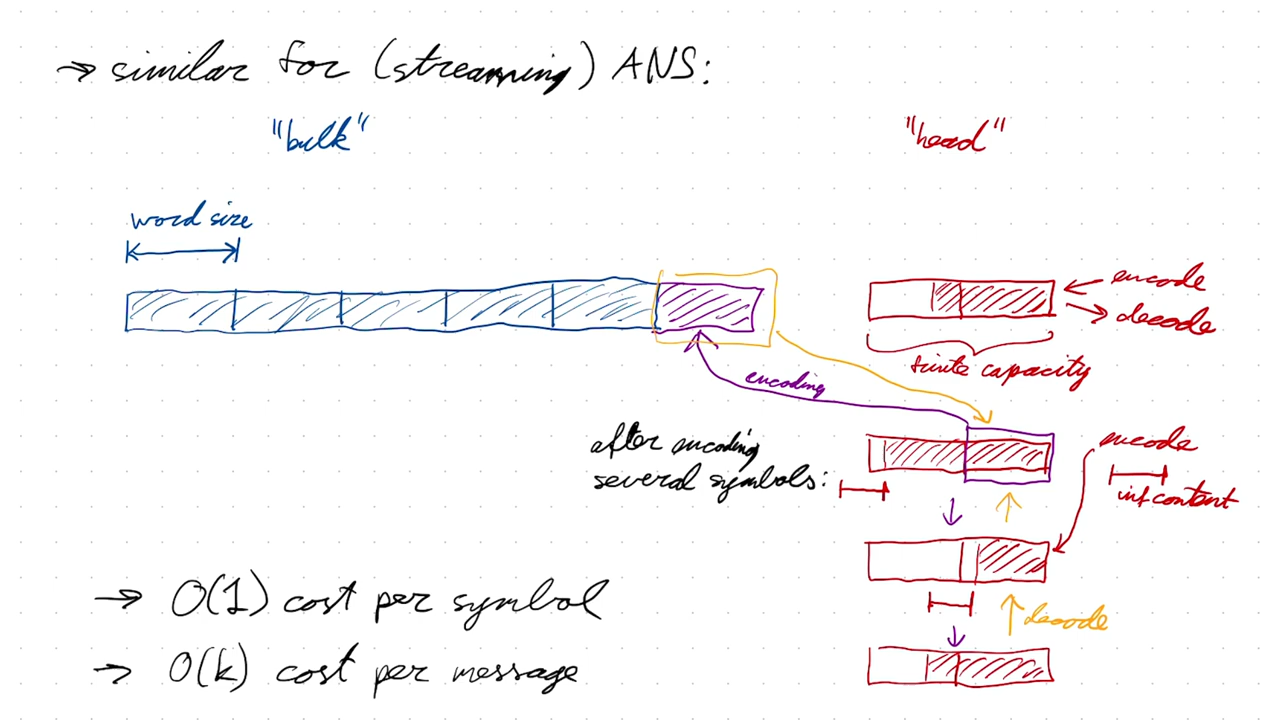 → similar for (streaming) ANS:
"bulk"
"head"
word size
encode
decode
finite capacity
encoding
after encoding
several symbols:
encode
inf content
→ O(1) cost per symbol
decode
→ O(k) cost per message